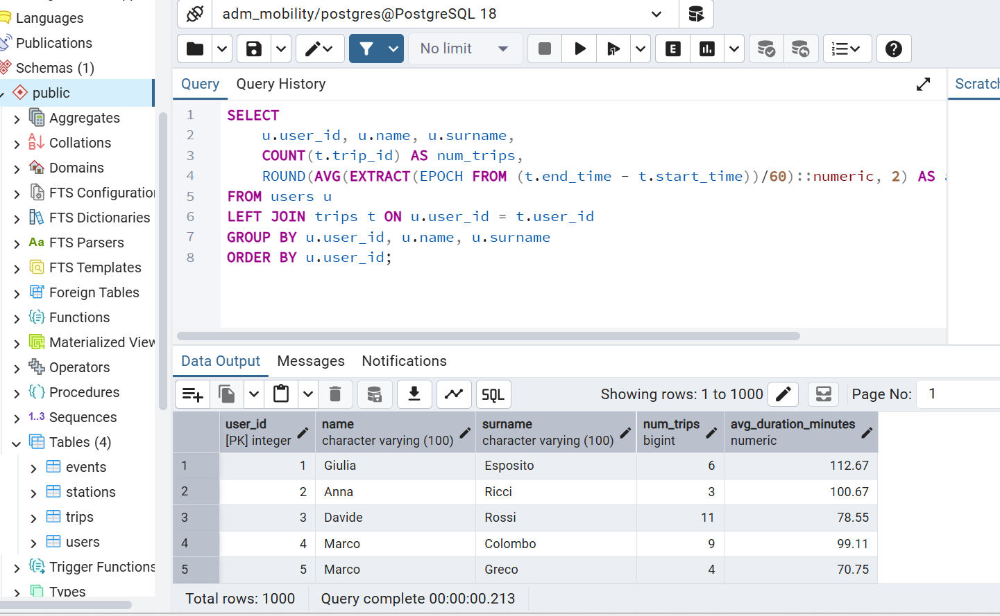 Languages
Publications
Schemas (1)
public
Aggregates
Collations
Domains
FTS Configuration
FTS Dictionaries
Aa FTS Parsers
FTS Templates
Foreign Tables
Functions
Materialized View
Operators
Procedures
1..3 Sequences
Tables (4)
events
stations
trips
users
Trigger Functions
Types
adm_mobility/postgres@PostgreSQL 18
No limit
E
Query Query History
Scratch
1 SELECT
2 u.user_id, u.name, u.surname,
3 COUNT(t.trip_id) AS num_trips,
4 ROUND(AVG(EXTRACT(EPOCH FROM (t.end_time - t.start_time))/60)::numeric, 2) AS
5 FROM users u
6 LEFT JOIN trips t ON u.user_id = t.user_id
7 GROUP BY u.user_id, u.name, u.surname
8 ORDER BY u.user_id;
Data Output Messages Notifications
SQL Showing rows: 1 to 1000 Page No: 1
user_id name surname num_trips avg_duration_minutes
[PK] integer character varying (100) character varying (100) bigint numeric
1 1 Giulia Esposito 6 112.67
2 2 Anna Ricci 3 100.67
3 3 Davide Rossi 11 78.55
4 4 Marco Colombo 9 99.11
5 5 Marco Greco 4 70.75
Total rows: 1000 Query complete 00:00:00.213